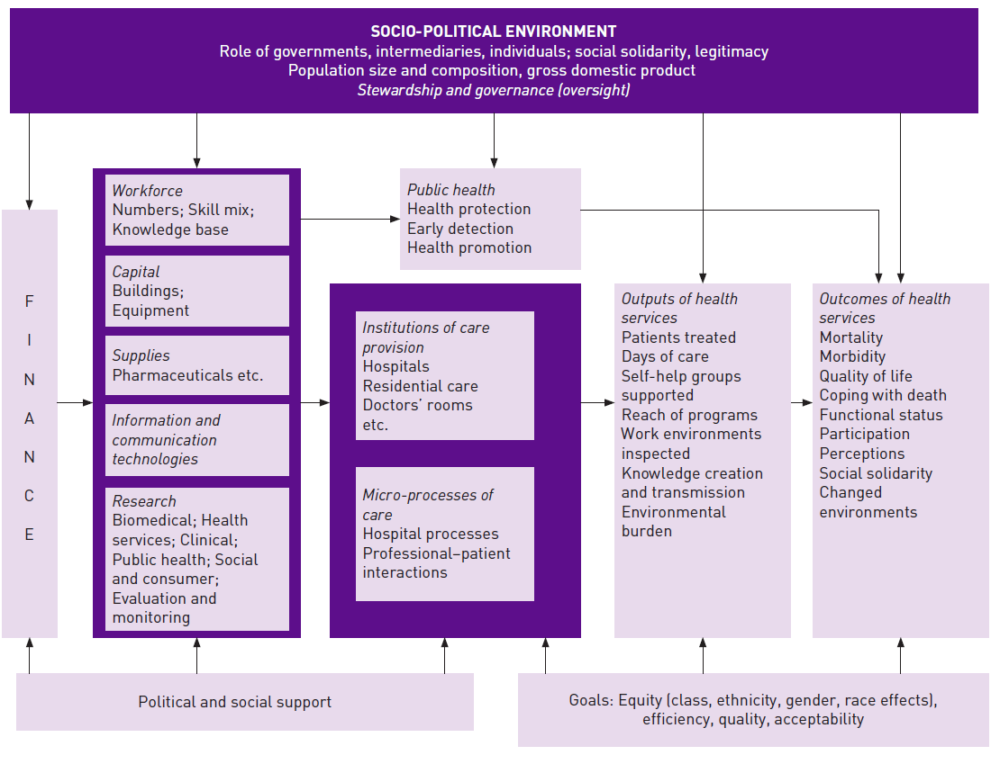 SOCIO-POLITICAL ENVIRONMENT
Role of governments, intermediaries, individuals; social solidarity, legitimacy
Population size and composition, gross domestic product
Stewardship and governance (oversight)
F
I
N
A
N
C
E
Workforce
Numbers; Skill mix;
Knowledge base
Capital
Buildings;
Equipment
Supplies
Pharmaceuticals etc.
Information and
communication
technologies
Research
Biomedical; Health
services; Clinical;
Public health; Social
and consumer;
Evaluation and
monitoring
Public health
Health protection
Early detection
Health promotion
Institutions of care
provision
Hospitals
Residential care
Doctors’ rooms
etc.
Micro-processes of
care
Hospital processes
Professional–patient
interactions
Outputs of health
services
Patients treated
Days of care
Self-help groups
supported
Reach of programs
Work environments
inspected
Knowledge creation
and transmission
Environmental
burden
Outcomes of health
services
Mortality
Morbidity
Quality of life
Coping with death
Functional status
Participation
Perceptions
Social solidarity
Changed
environments
Political and social support
Goals: Equity (class, ethnicity, gender, race effects),
efficiency, quality, acceptability